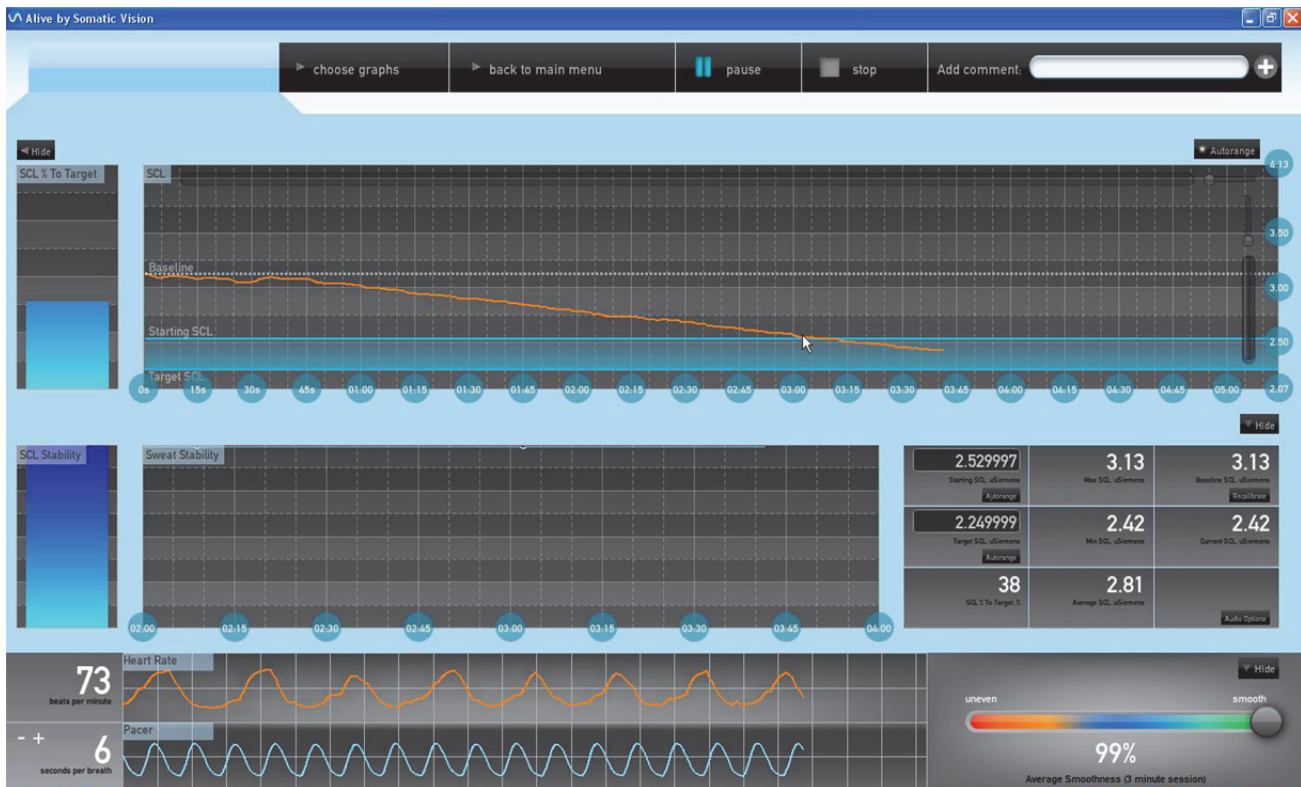 Alive by Somatic Vision
choose graphs
back to main menu
pause
stop
Add comment:
Hide
Autorange
SCL % To Target
SCL
4.13
3.50
3.00
2.50
2.07
Baseline
Starting SCL
Target SCL
0s 15s 30s 45s 01:00 01:15 01:30 01:45 02:00 02:15 02:30 02:45 03:00 03:15 03:30 03:45 04:00 04:15 04:30 04:45 05:00
Hide
SCL Stability
Sweat Stability
02:00 02:15 02:30 02:45 03:00 03:15 03:30 03:45 04:00
2.529997
Starting SCL, uSiemens
Autorange
3.13
Max SCL, uSiemens
3.13
Baseline SCL, uSiemens
Recalibrate
2.249999
Target SCL, uSiemens
Autorange
2.42
Min SCL, uSiemens
2.42
Current SCL, uSiemens
38
SCL % To Target, %
2.81
Average SCL, uSiemens
Audio Options
Heart Rate
73
beats per minute
Pacer
- +
6
seconds per breath
Hide
uneven
smooth
99%
Average Smoothness (3 minute session)